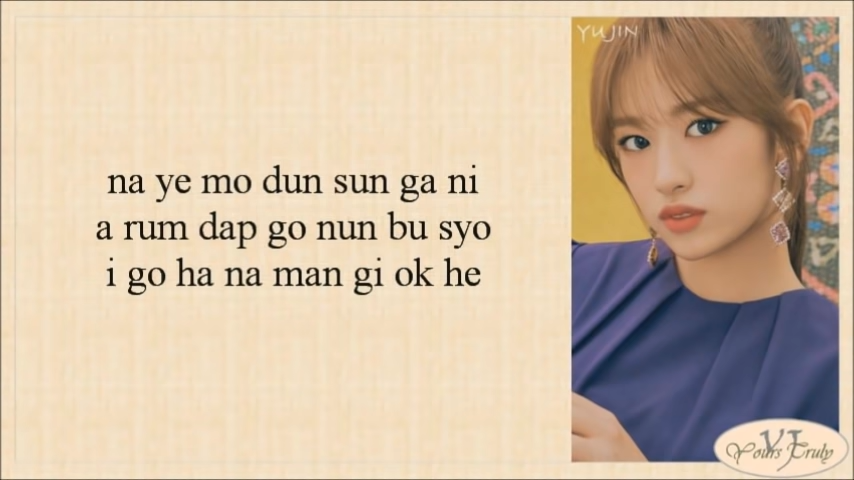 YUJIN
na ye mo dun sun ga ni
a rum dap go nun bu syo
i go ha na man gi ok he
YJ
Yours Truly